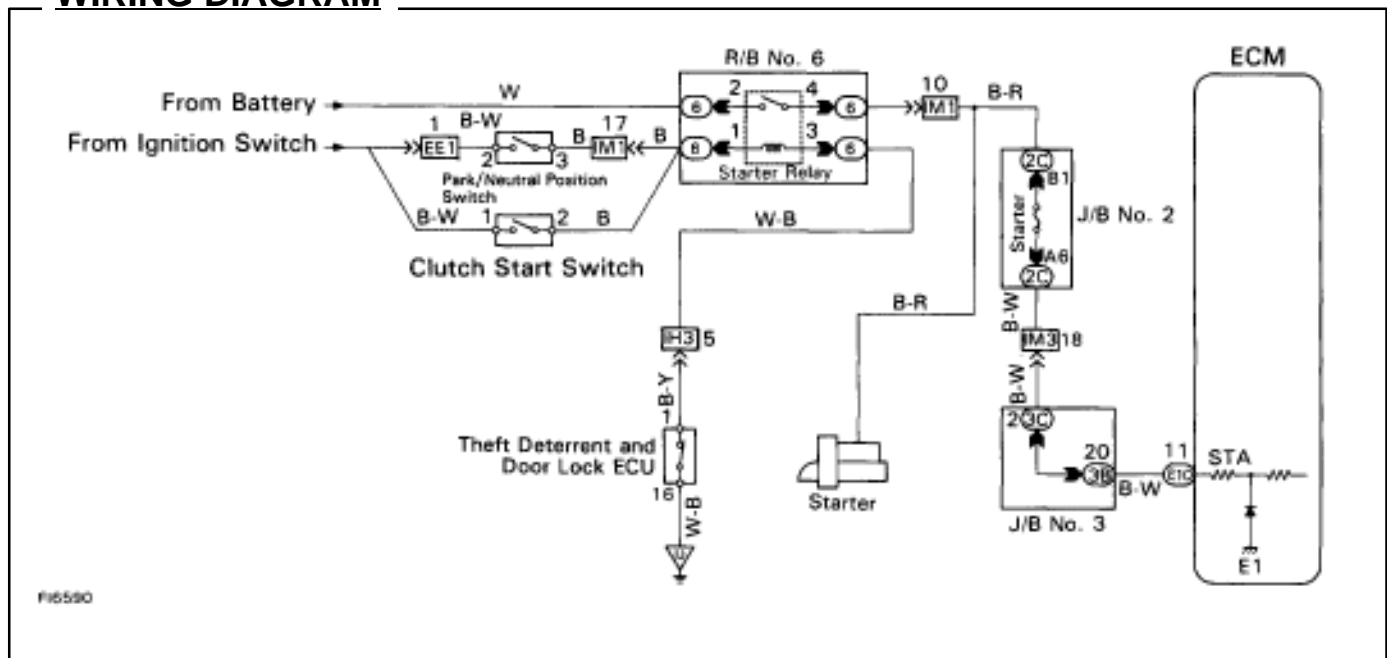 WIRING DIAGRAM
R/B No. 6
ECM
From Battery
W
6
2
4
6
10
IM1
B-R
From Ignition Switch
1
EE1
B-W
2
3
B
17
IM1
B
6
1
3
6
Starter Relay
Park/Neutral Position
Switch
B-W
1
2
B
Clutch Start Switch
W-B
2C
B1
Starter
J/B No. 2
A6
2C
B-R
B-W
IH3
5
IM3
18
B-Y
B-W
1
2
3C
Theft Deterrent and
Door Lock ECU
20
3B
11
STA
16
B-W
W-B
Starter
J/B No. 3
E1
FI6590